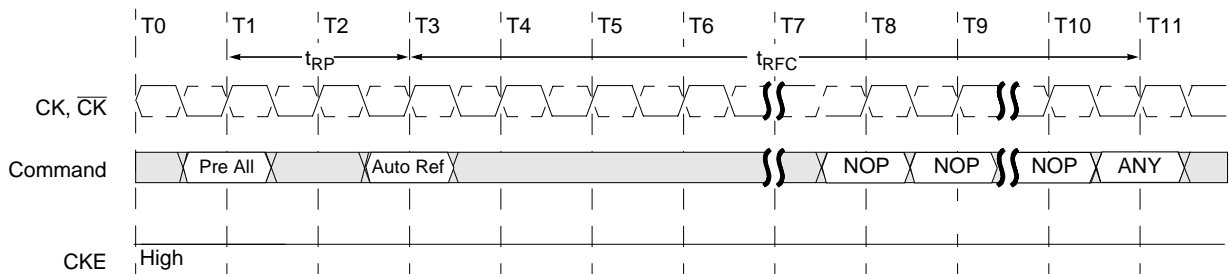 T0 T1 T2 T3 T4 T5 T6 T7 T8 T9 T10 T11
tRP tRFC
CK, C̅K̅
Command Pre All Auto Ref NOP NOP NOP ANY
CKE High